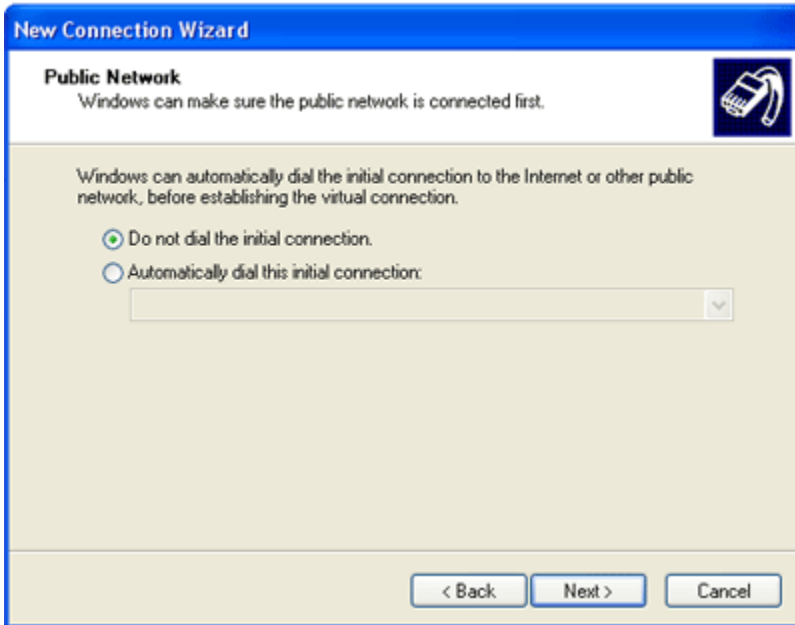 New Connection Wizard
Public Network
Windows can make sure the public network is connected first.
Windows can automatically dial the initial connection to the Internet or other public
network, before establishing the virtual connection.
Do not dial the initial connection.
Automatically dial this initial connection:
< Back Next > Cancel